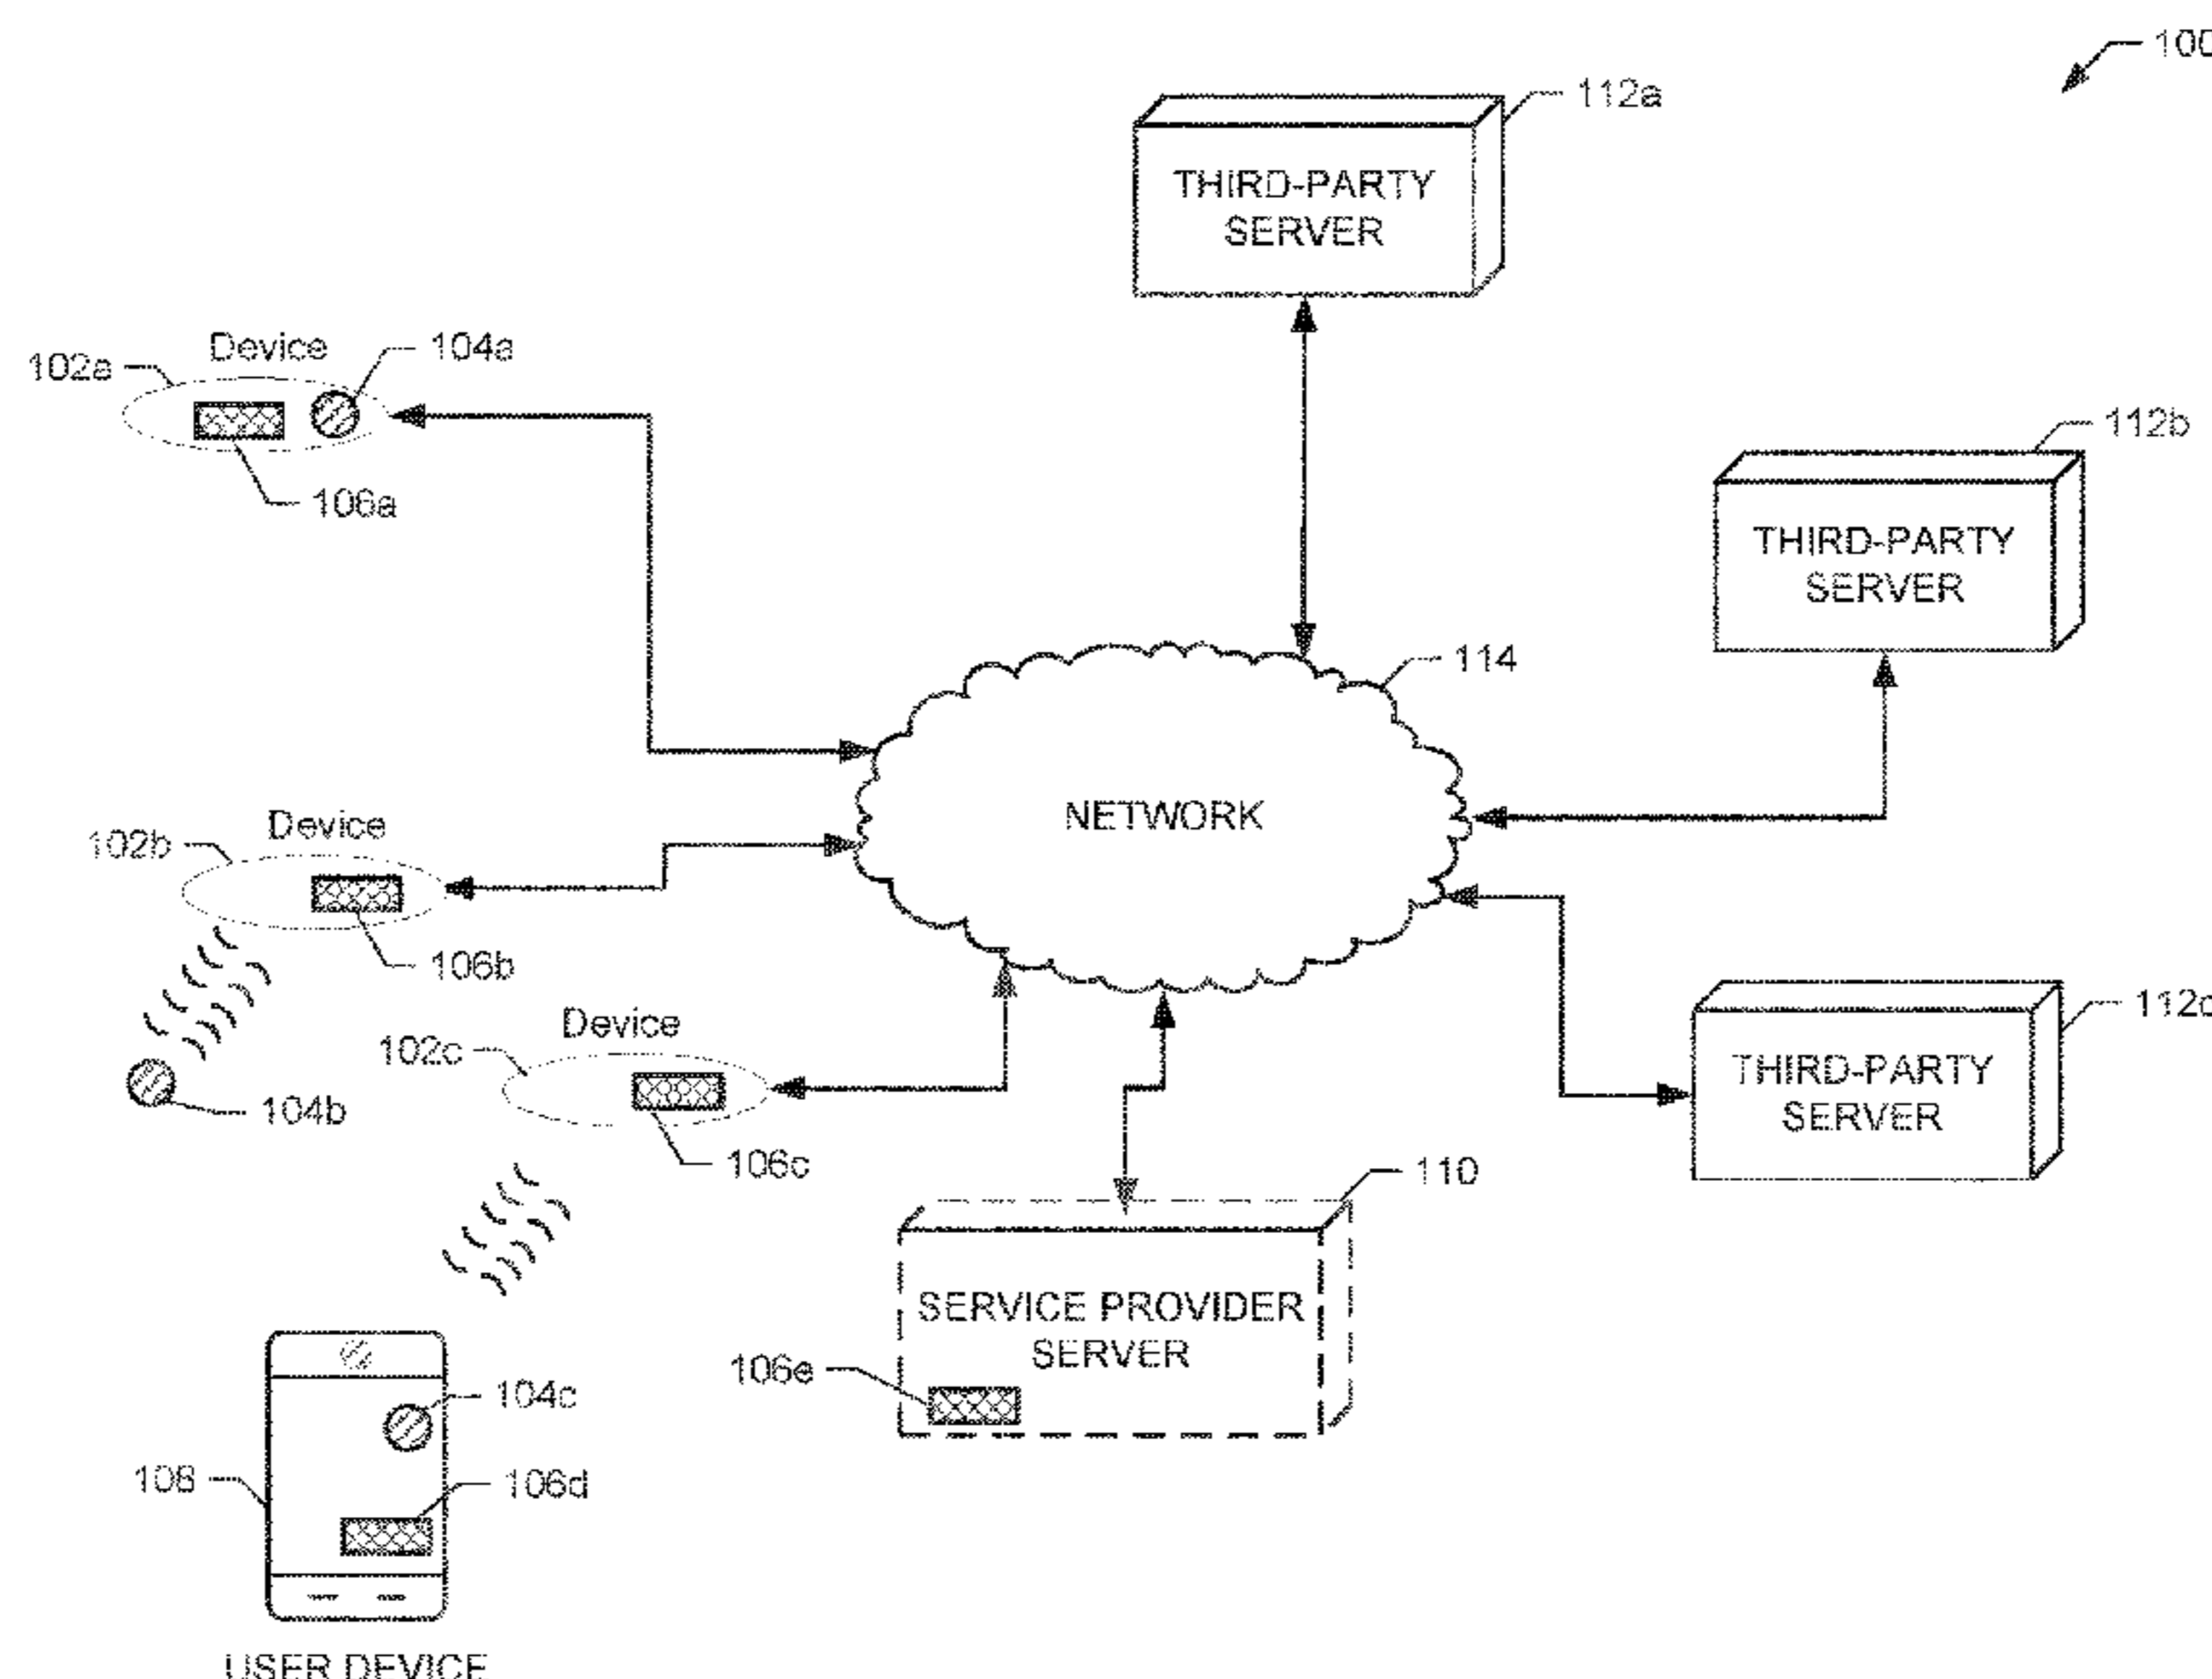 100
112a
THIRD-PARTY
SERVER
Device
104a
102a
106a
112b
THIRD-PARTY
SERVER
114
NETWORK
Device
102b
106b
Device
102c
104b
106c
112c
THIRD-PARTY
SERVER
110
SERVICE PROVIDER
SERVER
106e
104c
108
106d
USER DEVICE